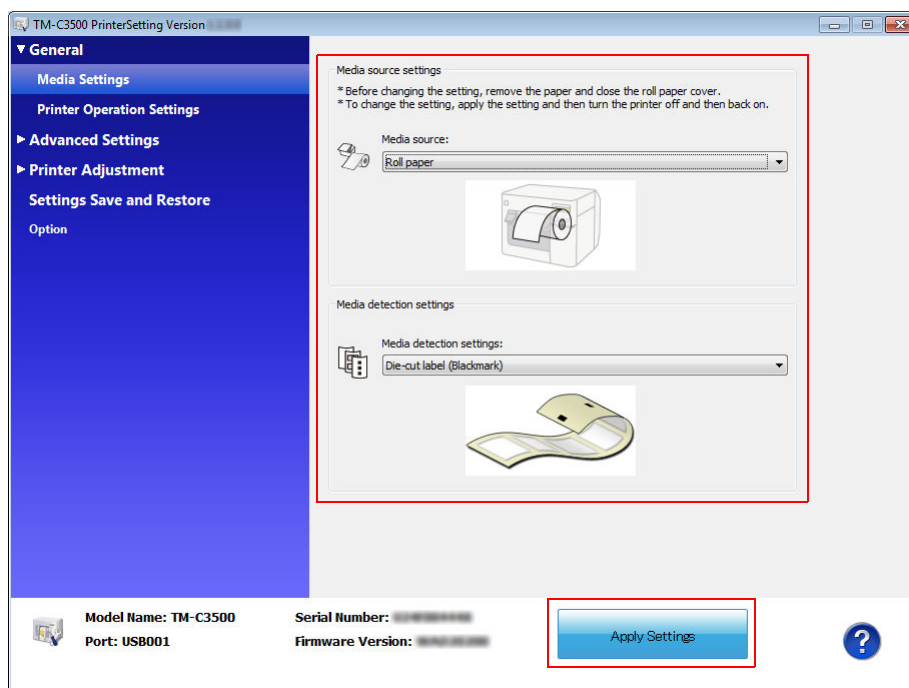 TM-C3500 PrinterSetting Version
General
Media Settings
Printer Operation Settings
Advanced Settings
Printer Adjustment
Settings Save and Restore
Option
Media source settings
*Before changing the setting, remove the paper and close the roll paper cover.
*To change the setting, apply the setting and then turn the printer off and then back on.
Media source:
Roll paper
Media detection settings
Media detection settings:
Die-cut label (Blackmark)
Model Name: TM-C3500
Port: USB001
Serial Number:
Firmware Version:
Apply Settings
?